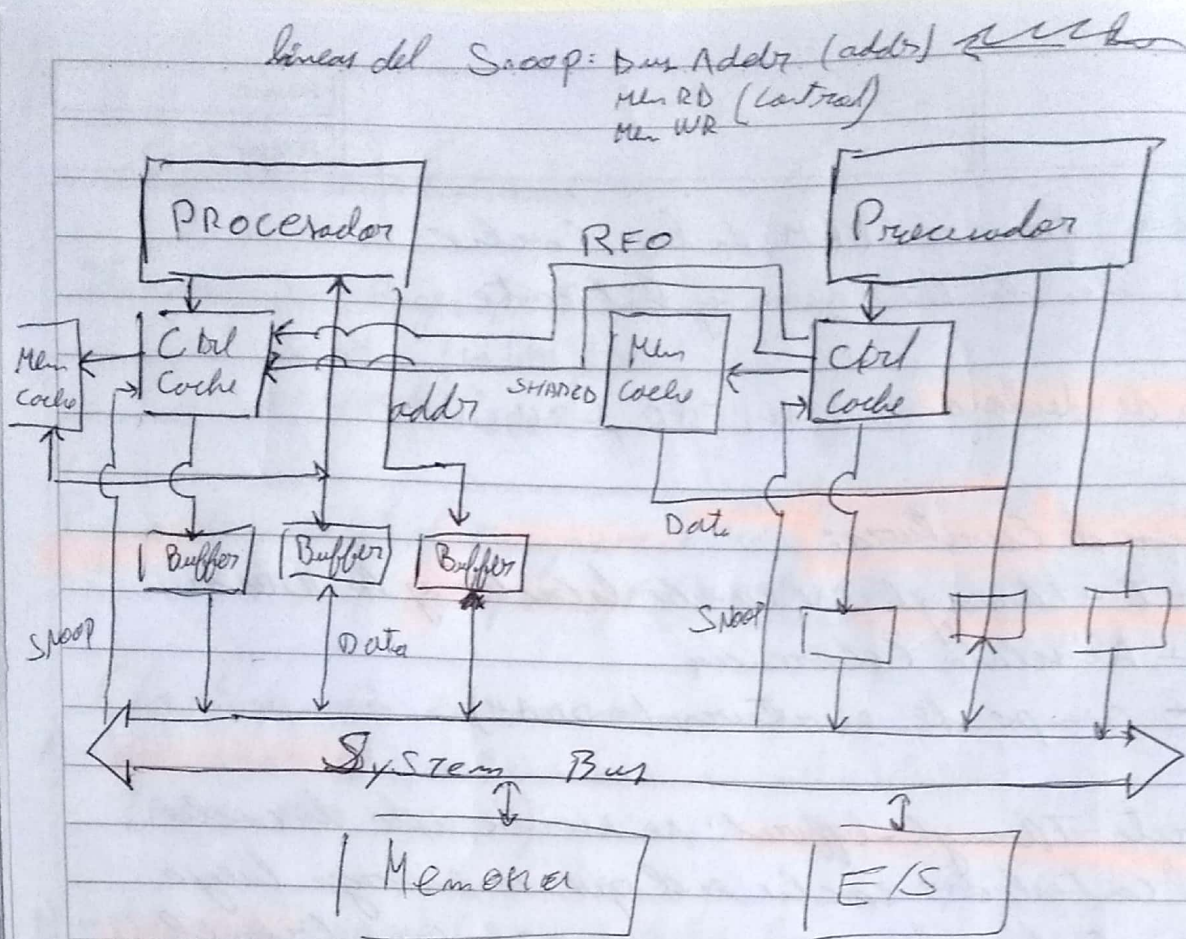 líneas del Snoop: Bus Addr (addr)
Mem RD (Control)
Mem WR
Procesador
Procesador
RFO
Mem
Cache
Ctrl
Cache
Mem
Cache
Ctrl
Cache
SHARED
addr
Data
Buffer
Buffer
Buffer
SNOOP
Data
SNOOP
System Bus
Memoria
E/S